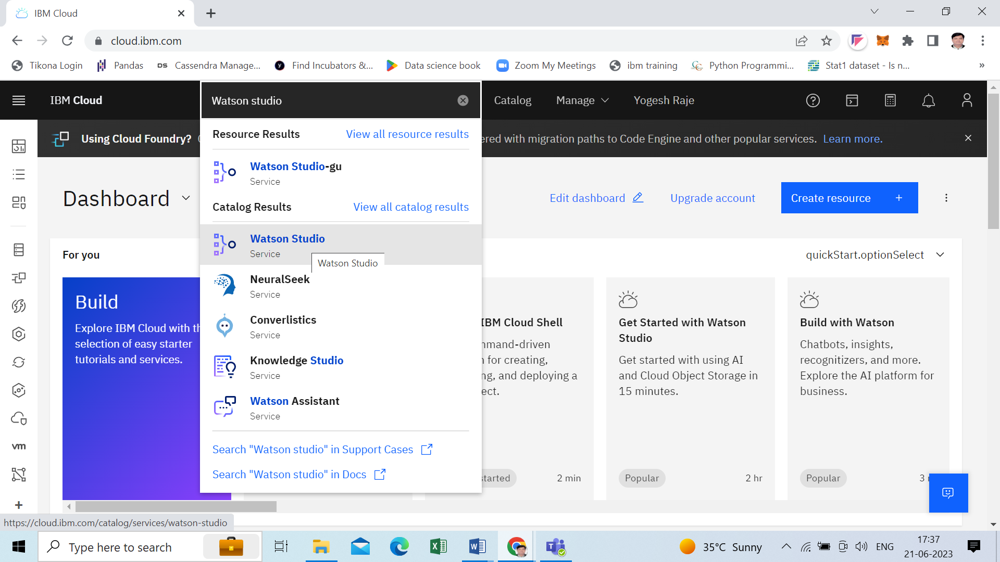 IBM Cloud
cloud.ibm.com
Tikona Login
Pandas
DS Cassendra Manage...
Find Incubators &...
Data science book
Zoom My Meetings
ibm training
Python Programmi...
Stat1 dataset - Is n...
»
IBM Cloud
Watson studio
Catalog
Manage
Yogesh Raje
Using Cloud Foundry?
ered with migration paths to Code Engine and other popular services. Learn more.
Resource Results
View all resource results
Watson Studio-gu
Service
Catalog Results
View all catalog results
Watson Studio
Service
Watson Studio
NeuralSeek
Service
Converlistics
Service
Knowledge Studio
Service
Watson Assistant
Service
Search "Watson studio" in Support Cases
Search "Watson studio" in Docs
Dashboard
Edit dashboard
Upgrade account
Create resource +
For you
quickStart.optionSelect
Build
Explore IBM Cloud with th
selection of easy starter
tutorials and services.
IBM Cloud Shell
mmand-driven
n for creating,
ng, and deploying a
ect.
started
2 min
Get Started with Watson
Studio
Get started with using AI
and Cloud Object Storage in
15 minutes.
Popular
2 hr
Build with Watson
Chatbots, insights,
recognitizers, and more.
Explore the AI platform for
business.
Popular
3
vm
https://cloud.ibm.com/catalog/services/watson-studio
Type here to search
35°C Sunny
ENG
17:37
21-06-2023